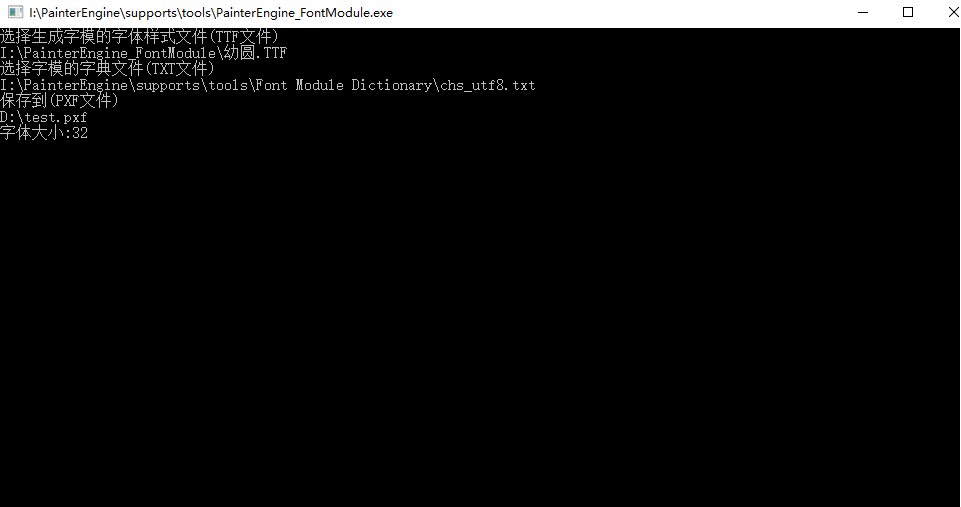 I:\PainterEngine\supports\tools\PainterEngine_FontModule.exe
选择生成字模的字体样式文件(TTF文件)
I:\PainterEngine_FontModule\幼圆.TTF
选择字模的字典文件(TXT文件)
I:\PainterEngine\supports\tools\Font Module Dictionary\chs_utf8.txt
保存到(PXF文件)
D:\test.pxf
字体大小:32